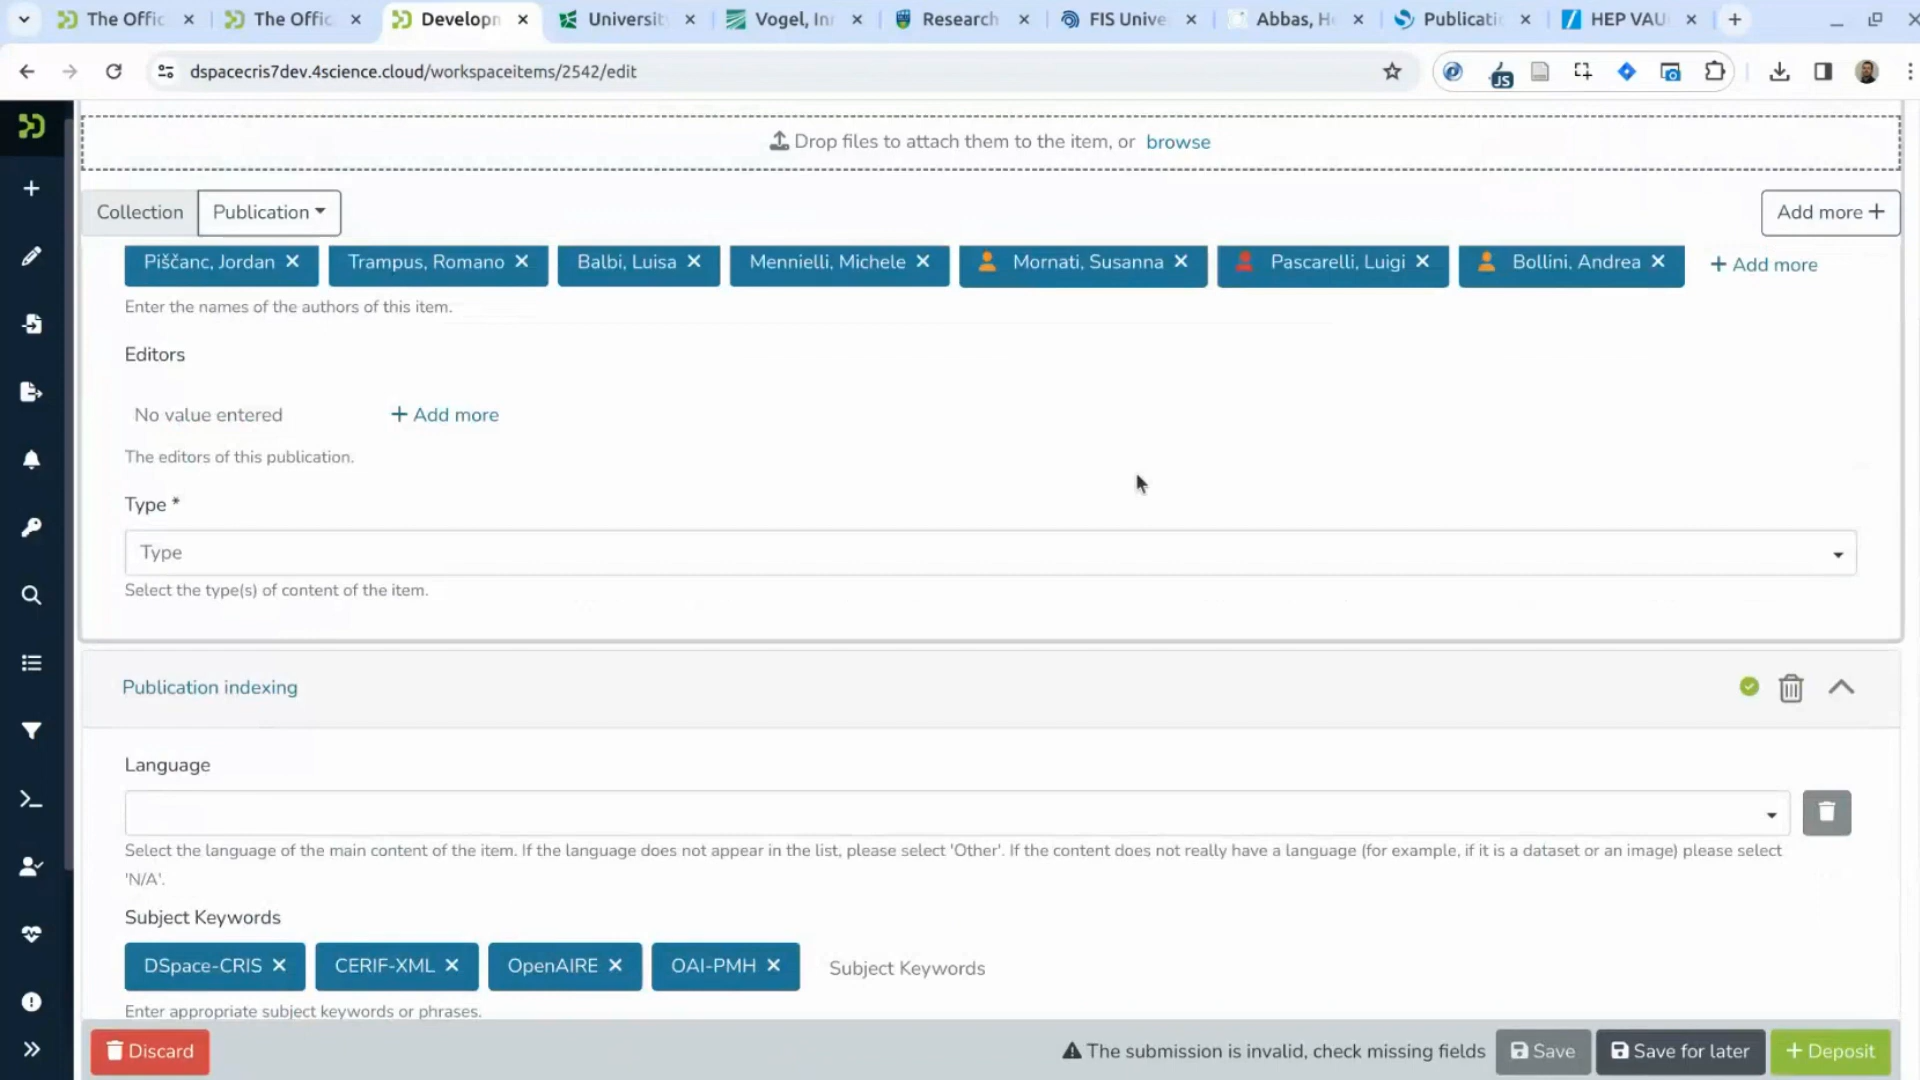 The Offic
The Offic
Developn
Universit
Vogel, Inr
Research
FIS Unive
Abbas, H
Publicati
HEP VAU
dspacecris7dev.4science.cloud/workspaceitems/2542/edit
JS
Drop files to attach them to the item, or browse
Collection
Publication
Add more +
Piščanc, Jordan ×
Trampus, Romano ×
Balbi, Luisa ×
Mennielli, Michele ×
Mornati, Susanna ×
Pascarelli, Luigi ×
Bollini, Andrea ×
+ Add more
Enter the names of the authors of this item.
Editors
No value entered
+ Add more
The editors of this publication.
Type *
Type
Select the type(s) of content of the item.
Publication indexing
Language
Select the language of the main content of the item. If the language does not appear in the list, please select 'Other'. If the content does not really have a language (for example, if it is a dataset or an image) please select
'N/A'.
Subject Keywords
DSpace-CRIS ×
CERIF-XML ×
OpenAIRE ×
OAI-PMH ×
Subject Keywords
Enter appropriate subject keywords or phrases.
Discard
The submission is invalid, check missing fields
Save
Save for later
+ Deposit